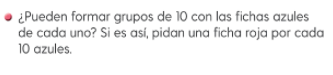 ¿Pueden formar grupos de 10 con las fichas azules
de cada uno? Si es así, pidan una ficha roja por cada
10 azules.